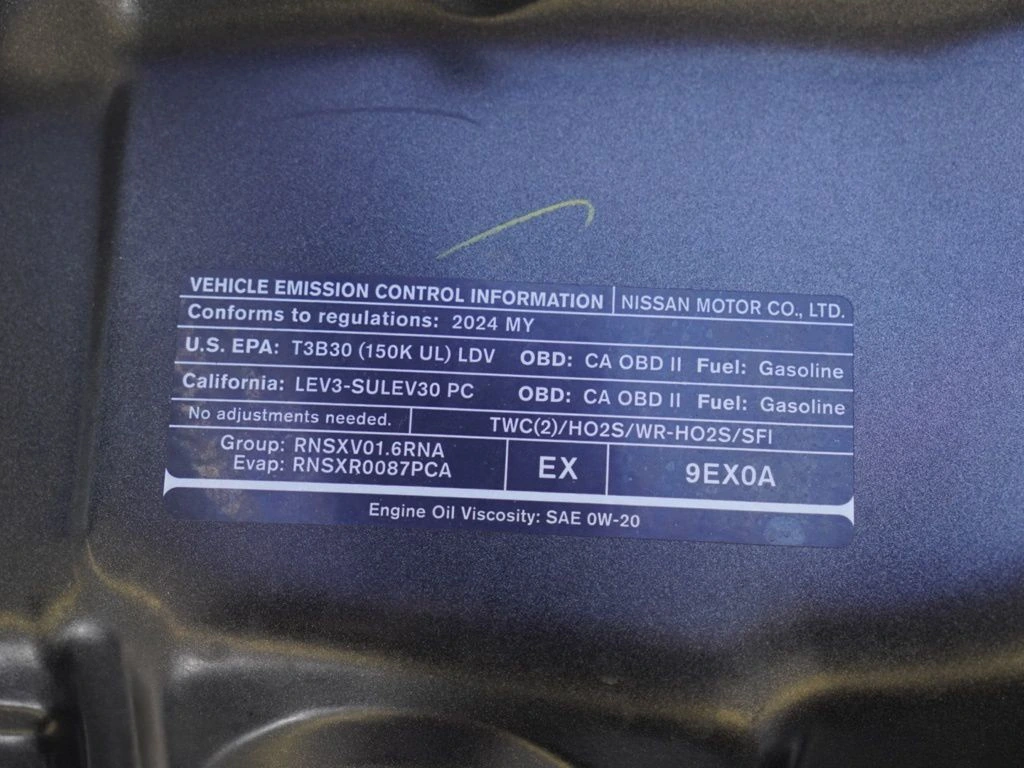 VEHICLE EMISSION CONTROL INFORMATION NISSAN MOTOR CO., LTD.
Conforms to regulations: 2024 MY
U.S. EPA: T3B30 (150K UL) LDV OBD: CA OBD II Fuel: Gasoline
California: LEV3-SULEV30 PC OBD: CA OBD II Fuel: Gasoline
No adjustments needed. TWC(2)/HO2S/WR-HO2S/SFI
Group: RNSXV01.6RNA
Evap: RNSXR0087PCA
EX 9EX0A
Engine Oil Viscosity: SAE 0W-20